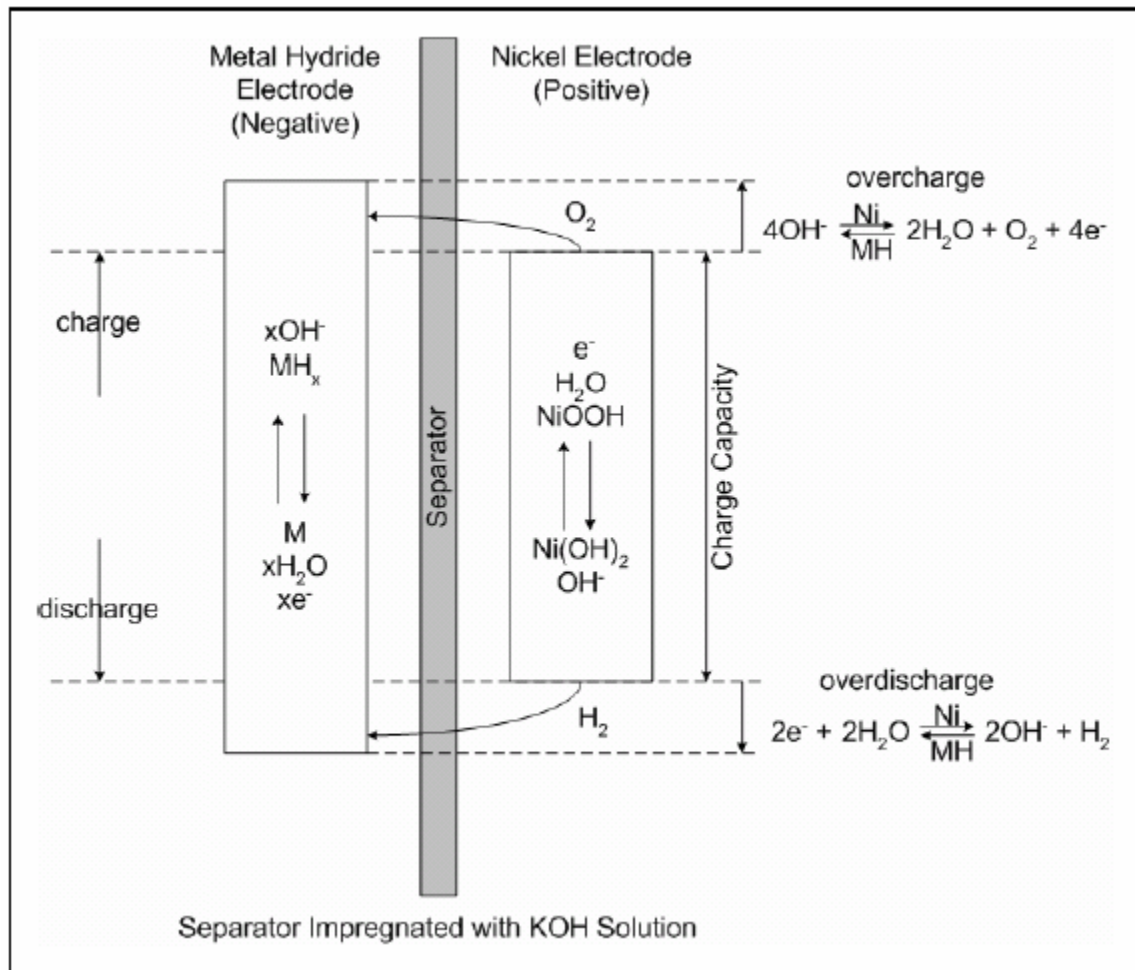 Metal Hydride
Electrode
(Negative)
Nickel Electrode
(Positive)
overcharge
4OH⁻ Ni 2H₂O + O₂ + 4e⁻
MH
O₂
charge
xOH⁻
MHₓ
e⁻
H₂O
NiOOH
Separator
Charge Capacity
M
xH₂O
xe⁻
Ni(OH)₂
OH⁻
discharge
overdischarge
2e⁻ + 2H₂O Ni 2OH⁻ + H₂
MH
H₂
Separator Impregnated with KOH Solution